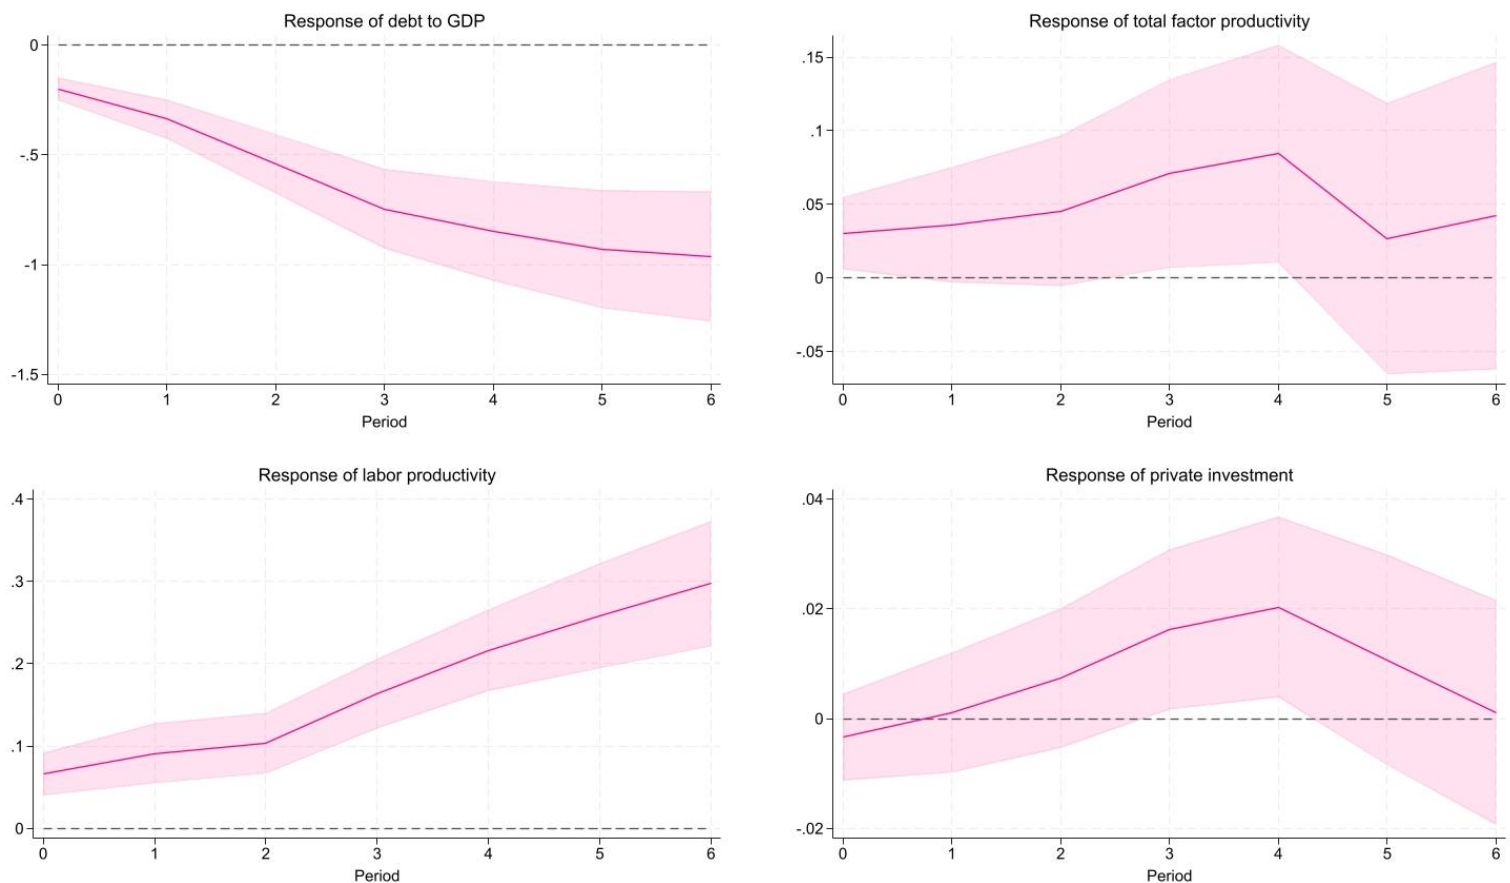 Response of debt to GDP
0
-.5
-1
-1.5
0 1 2 3 4 5 6
Period
Response of total factor productivity
.15
.1
.05
0
-.05
0 1 2 3 4 5 6
Period
Response of labor productivity
.4
.3
.2
.1
0
0 1 2 3 4 5 6
Period
Response of private investment
.04
.02
0
-.02
0 1 2 3 4 5 6
Period